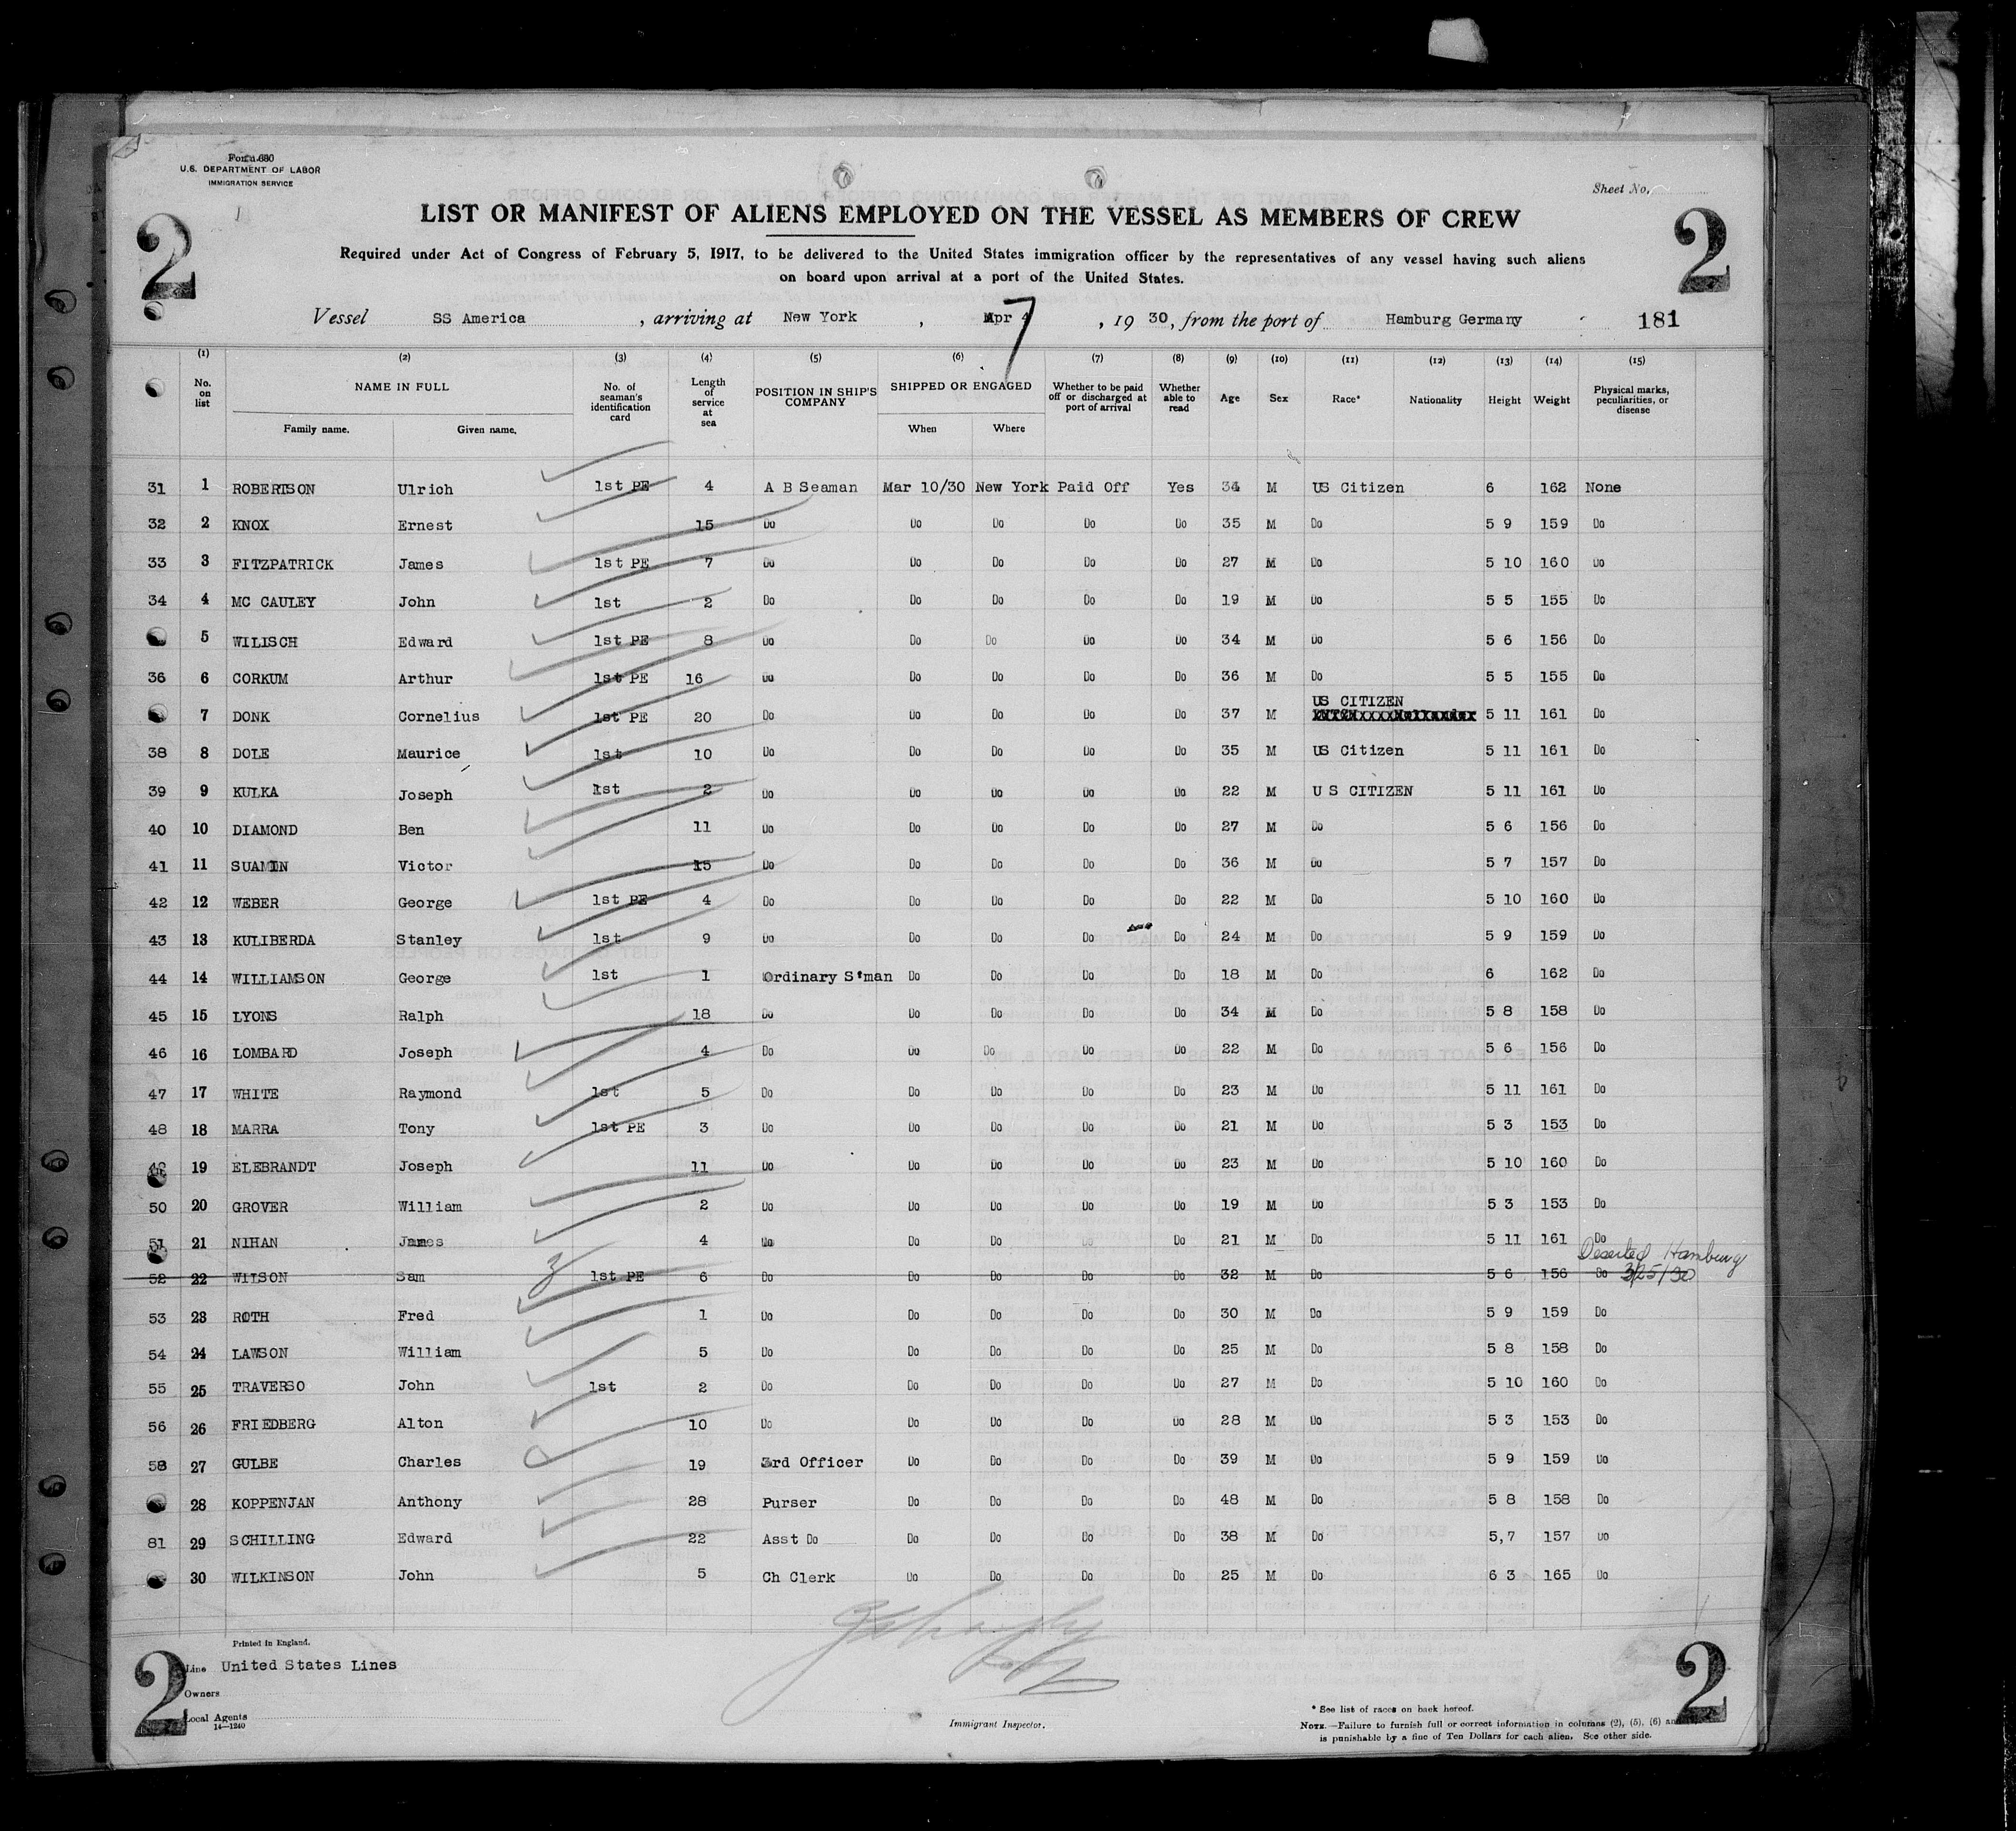 Form 680
U.S. DEPARTMENT OF LABOR
IMMIGRATION SERVICE
Sheet No.
2 2
LIST OR MANIFEST OF ALIENS EMPLOYED ON THE VESSEL AS MEMBERS OF CREW
Required under Act of Congress of February 5, 1917, to be delivered to the United States immigration officer by the representatives of any vessel having such aliens
on board upon arrival at a port of the United States.
Vessel SS America, arriving at New York, Apr 7, 1930, from the port of Hamburg Germany 181
(1) (2) (3) (4) (5) (6) (7) (8) (9) (10) (11) (12) (13) (14) (15)
No. on list NAME IN FULL Family name. Given name. No. of seaman's identification card Length of service at sea POSITION IN SHIP'S COMPANY SHIPPED OR ENGAGED When Where Whether to be paid off or discharged at port of arrival Whether able to read Age Sex Race* Nationality Height Weight Physical marks, peculiarities, or disease
31 1 ROBERTSON Ulrich 1st PE 4 A B Seaman Mar 10/30 New York Paid Off Yes 34 M US Citizen 6 162 None
32 2 KNOX Ernest 15 Do Do Do Do Do 35 M Do 5 9 159 Do
33 3 FITZPATRICK James 1st PE 7 Do Do Do Do Do 27 M Do 5 10 160 Do
34 4 MC CAULEY John 1st 2 Do Do Do Do Do 19 M Do 5 5 155 Do
5 WILISCH Edward 1st PE 8 Do Do Do Do Do 34 M Do 5 6 156 Do
36 6 CORKUM Arthur 1st PE 16 Do Do Do Do Do 36 M Do 5 5 155 Do
US CITIZEN
7 DONK Cornelius 1st PE 20 Do Do Do Do Do 37 M 5 11 161 Do
38 8 DOLE Maurice 1st 10 Do Do Do Do Do 35 M US Citizen 5 11 161 Do
39 9 KULKA Joseph 1st 2 Do Do Do Do Do 22 M U S CITIZEN 5 11 161 Do
40 10 DIAMOND Ben 11 Do Do Do Do Do 27 M Do 5 6 156 Do
41 11 SUAMIN Victor 15 Do Do Do Do Do 36 M Do 5 7 157 Do
42 12 WEBER George 1st PE 4 Do Do Do Do Do 22 M Do 5 10 160 Do
43 13 KULIBERDA Stanley 1st 9 Do Do Do Do Do 24 M Do 5 9 159 Do
44 14 WILLIAMSON George 1st 1 Ordinary S'man Do Do Do Do 18 M Do 6 162 Do
45 15 LYONS Ralph 18 Do Do Do Do Do 34 M Do 5 8 158 Do
46 16 LOMBARD Joseph 4 Do Do Do Do Do 22 M Do 5 6 156 Do
47 17 WHITE Raymond 1st 5 Do Do Do Do Do 23 M Do 5 11 161 Do
48 18 MARRA Tony 1st PE 3 Do Do Do Do Do 21 M Do 5 3 153 Do
49 19 ELEBRANDT Joseph 11 Do Do Do Do Do 23 M Do 5 10 160 Do
50 20 GROVER William 2 Do Do Do Do Do 19 M Do 5 3 153 Do
51 21 NIHAN James 4 Do Do Do Do Do 21 M Do 5 11 161 Do
Deserted Hamburg
52 22 WILSON Sam 1st PE 6 Do Do Do Do Do 32 M Do 5 6 156 Do 3/25/30
53 23 ROTH Fred 1 Do Do Do Do Do 30 M Do 5 9 159 Do
54 24 LAWSON William 5 Do Do Do Do Do 25 M Do 5 8 158 Do
55 25 TRAVERSO John 1st 2 Do Do Do Do Do 27 M Do 5 10 160 Do
56 26 FRIEDBERG Alton 10 Do Do Do Do Do 28 M Do 5 3 153 Do
58 27 GULBE Charles 19 3rd Officer Do Do Do Do 39 M Do 5 9 159 Do
28 KOPPENJAN Anthony 28 Purser Do Do Do Do 48 M Do 5 8 158 Do
81 29 SCHILLING Edward 22 Asst Do Do Do Do Do 38 M Do 5,7 157 Do
30 WILKINSON John 5 Ch Clerk Do Do Do Do 25 M Do 6 3 165 Do
Printed in England.
2 2
Line United States Lines
Owners
Local Agents
14—1240
Immigrant Inspector.
* See list of races on back hereof.
NOTE.—Failure to furnish full or correct information in columns (2), (5), (6) and
is punishable by a fine of Ten Dollars for each alien. See other side.